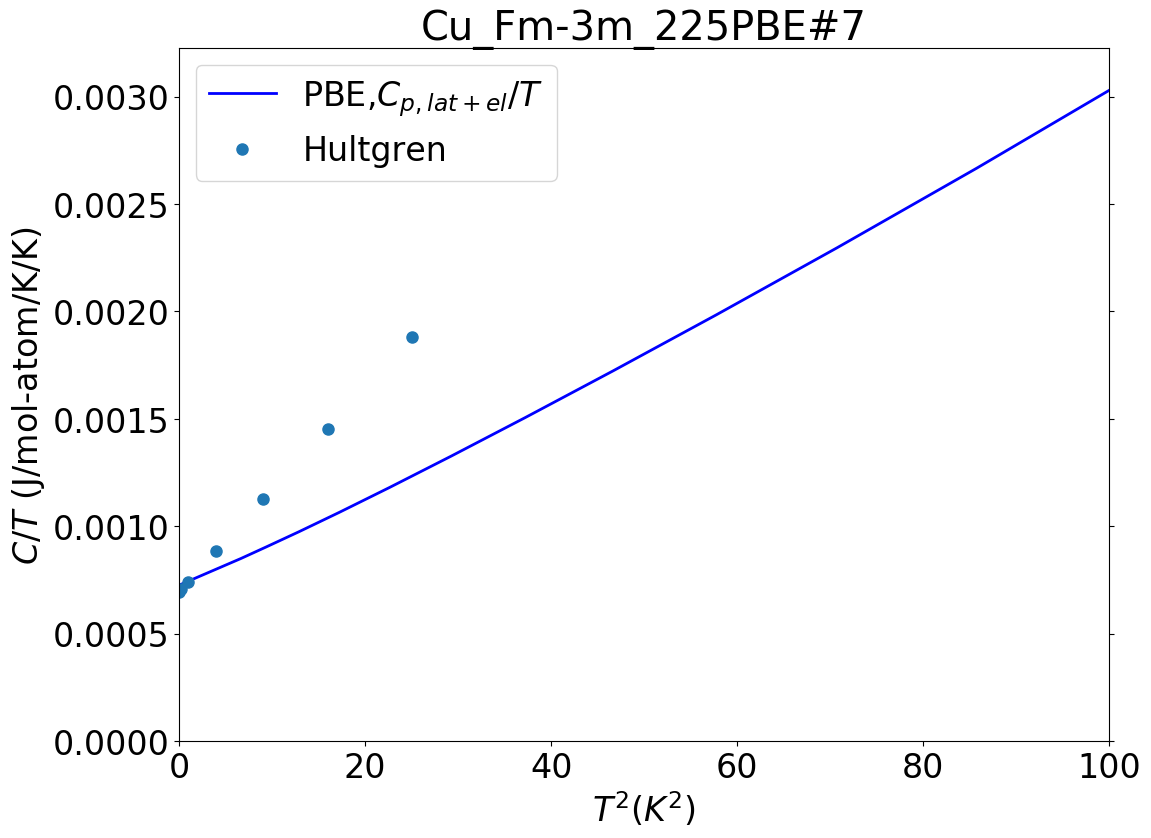 Cu_Fm-3m_225PBE#7
PBE,$C_{p,lat+el}/T$
Hultgren
0.0030
0.0025
0.0020
0.0015
0.0010
0.0005
0.0000
C/T (J/mol-atom/K/K)
0 20 40 60 80 100
$T^2(K^2)$